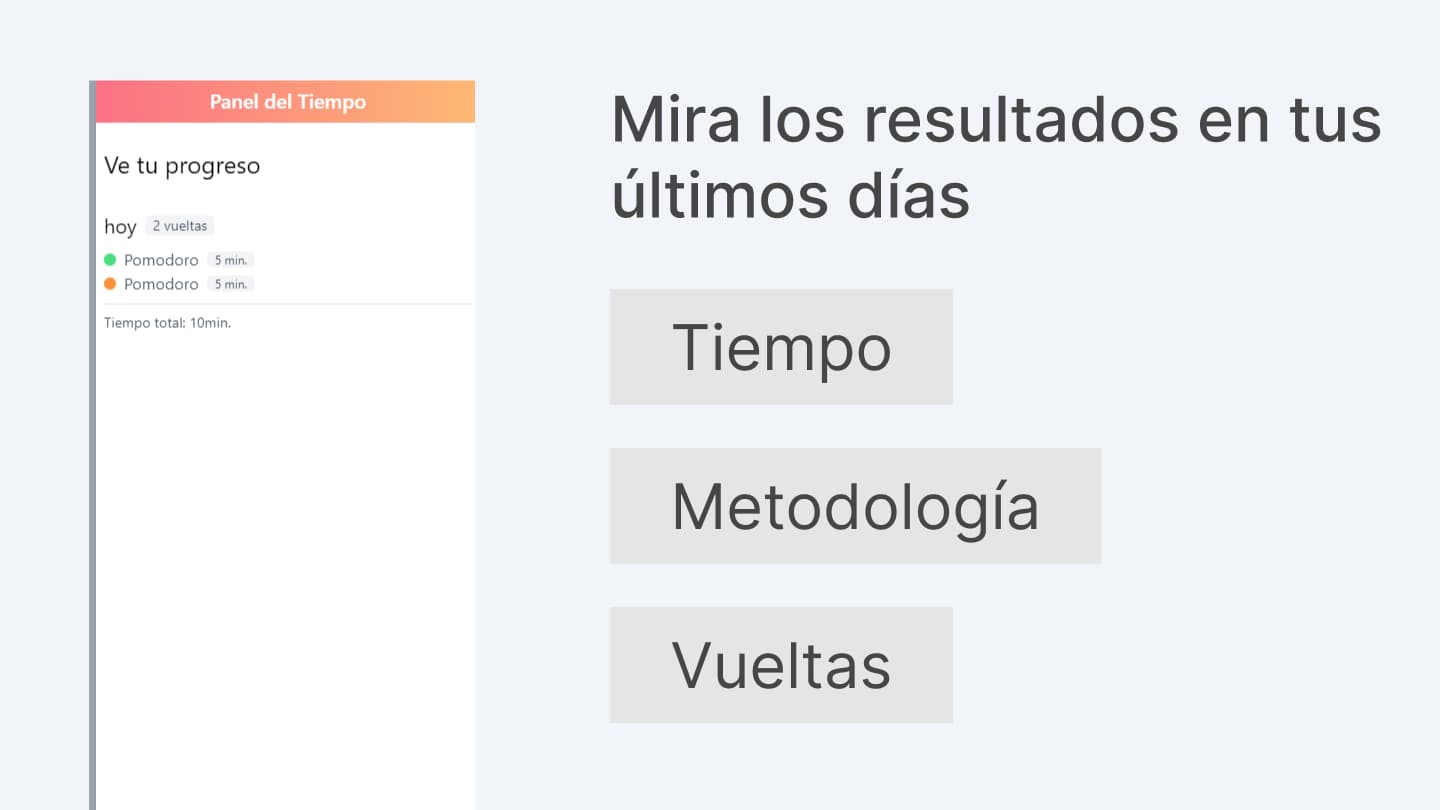 Panel del Tiempo
Ve tu progreso
hoy 2 vueltas
Pomodoro 5 min.
Pomodoro 5 min.
Tiempo total: 10min.
Mira los resultados en tus
últimos días
Tiempo
Metodología
Vueltas